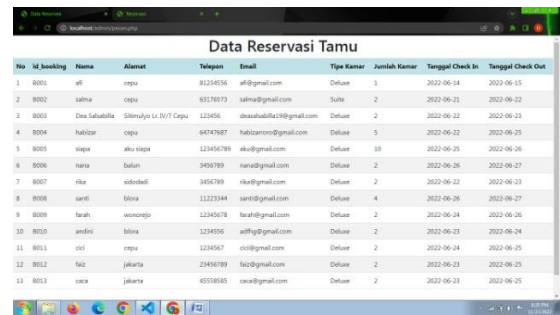 Data Reservasi
Reservasi
localhost/admin/pesan.php
Data Reservasi Tamu
No id_booking Nama Alamat Telepon Email Tipe Kamar Jumlah Kamar Tanggal Check In Tanggal Check Out
1 B001 afi cepu 81234556 afi@gmail.com Deluxe 1 2022-06-14 2022-06-15
2 B002 salma cepu 63176573 salma@gmail.com Suite 2 2022-06-21 2022-06-22
3 B003 Dea Salsabilla Sitimulyo Lr. IV/7 Cepu 123456 deasalsabilla19@gmail.com Deluxe 2 2022-06-22 2022-06-23
4 B004 habizar cepu 64747687 habizarroro@gmail.com Deluxe 5 2022-06-22 2022-06-25
5 B005 siapa aku siapa 123456789 aku@gmail.com Deluxe 10 2022-06-25 2022-06-26
6 B006 nana balun 3456789 nana@gmail.com Deluxe 2 2022-06-26 2022-06-27
7 B007 rika sidodadi 3456789 rika@gmail.com Deluxe 2 2022-06-22 2022-06-23
8 B008 santi blora 11223344 santi@gmail.com Deluxe 4 2022-06-26 2022-06-27
9 B009 farah wonorejo 12345678 farah@gmail.com Deluxe 2 2022-06-24 2022-06-26
10 B010 andini blora 1234556 adfhg@gmail.com Deluxe 2 2022-06-23 2022-06-24
11 B011 cici cepu 1234567 cici@gmail.com Deluxe 2 2022-06-24 2022-06-25
12 B012 faiz jakarta 23456789 faiz@gmail.com Deluxe 2 2022-06-23 2022-06-25
13 B013 caca jakarta 45558585 caca@gmail.com Deluxe 2 2022-06-23 2022-06-25